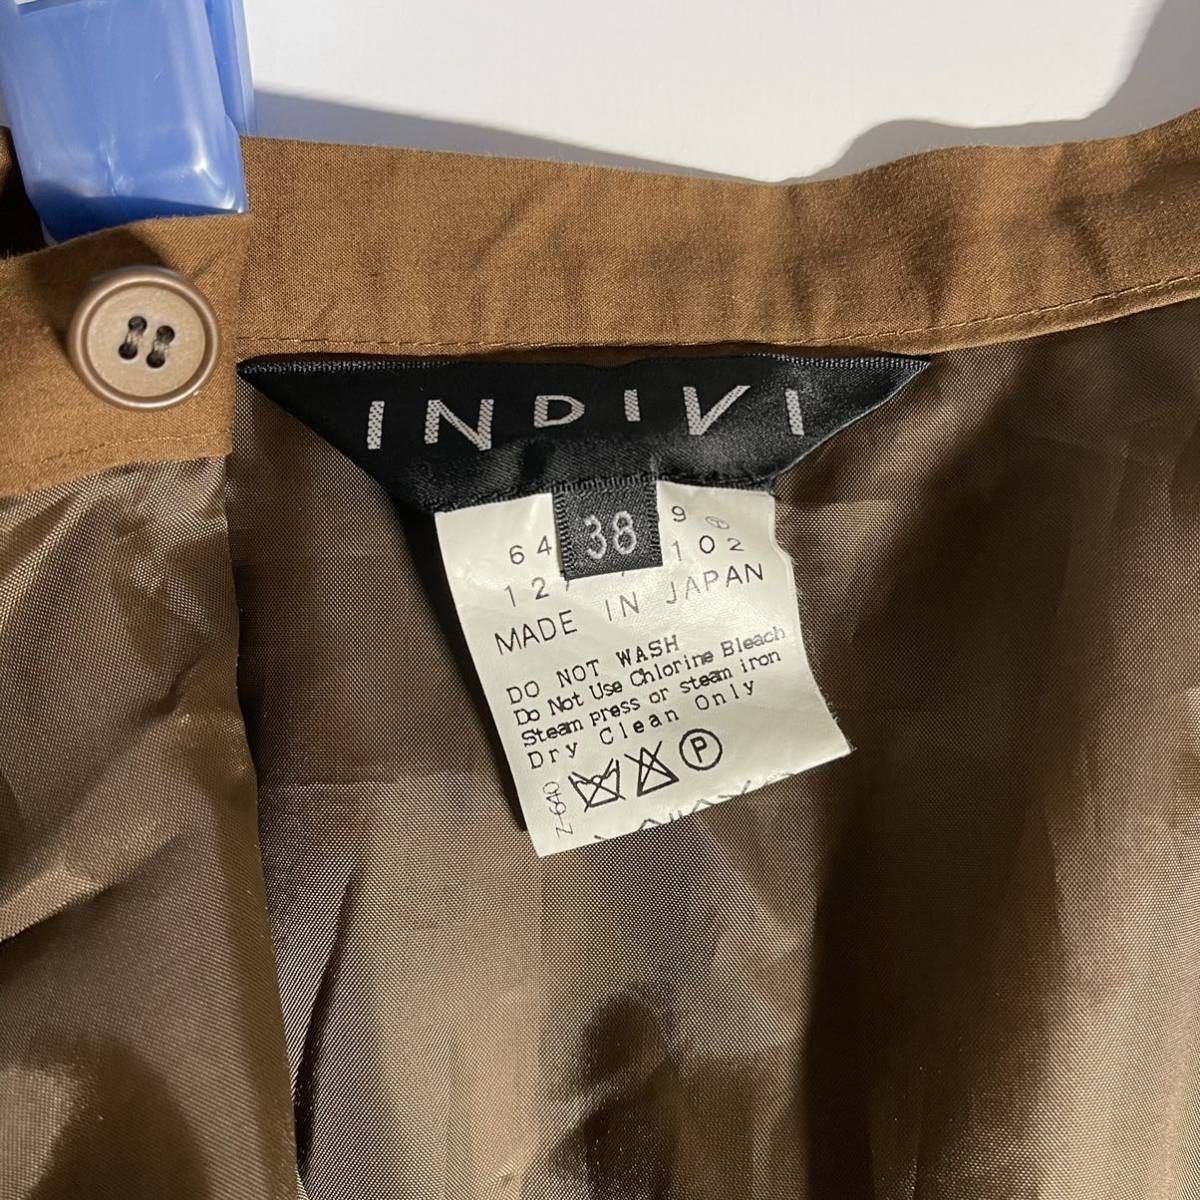 INDIVI
38
64 9
12 102
MADE IN JAPAN
DO NOT WASH
Do Not Use Chlorine Bleach
Steam press or steam iron
Dry Clean Only
P
Z-640